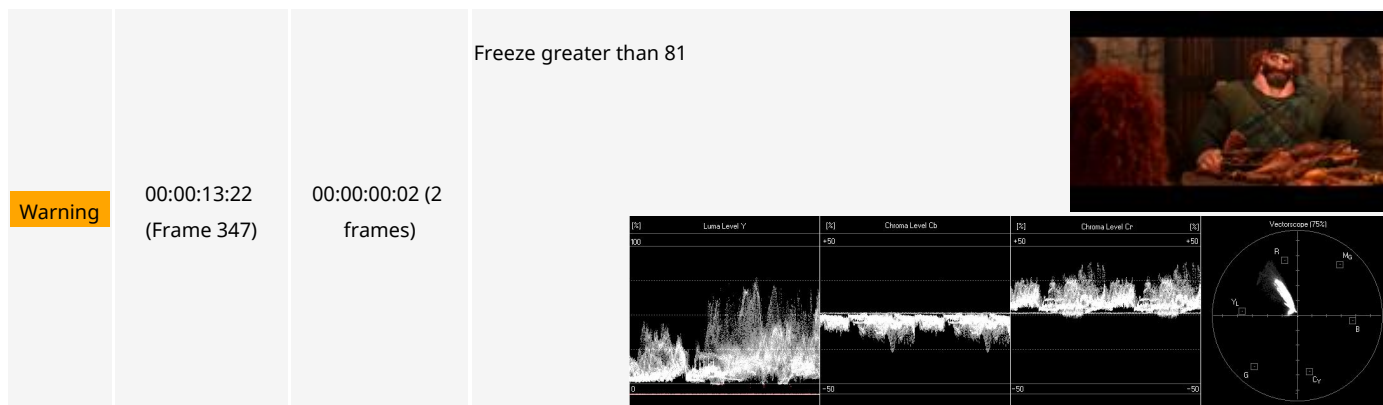 Freeze greater than 81
Warning
00:00:13:22
(Frame 347)
00:00:00:02 (2
frames)
[%] Luma Level Y
100
0
[%] Chroma Level Cb
+50
-50
[%] Chroma Level Cr [%]
+50 +50
-50 -50
Vectorscope (75%)
R
MG
YL
B
G
CY